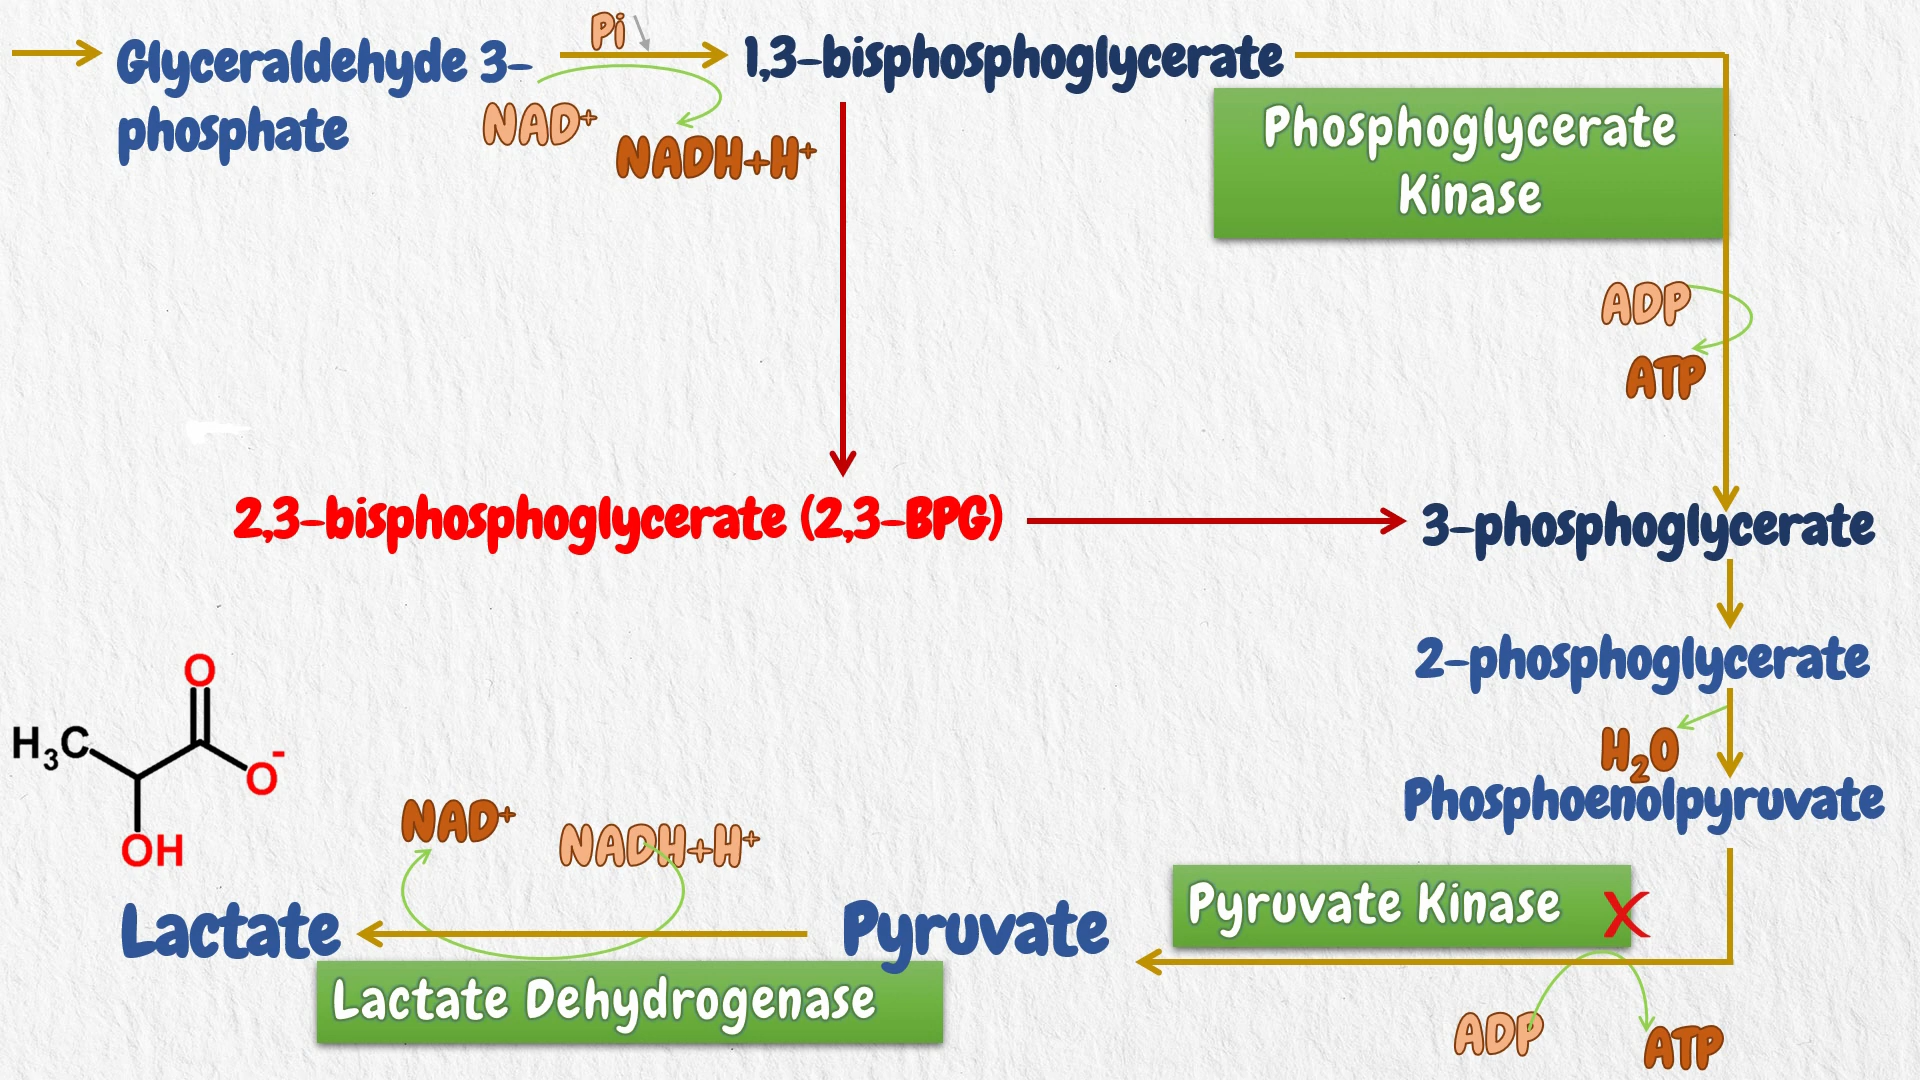 Pi
Glyceraldehyde 3-
phosphate
1,3-bisphosphoglycerate
NAD⁺
NADH+H⁺
Phosphoglycerate
Kinase
ADP
ATP
2,3-bisphosphoglycerate (2,3-BPG)
3-phosphoglycerate
2-phosphoglycerate
H₂O
Phosphoenolpyruvate
O
H₃C
O⁻
OH
NAD⁺
NADH+H⁺
Pyruvate Kinase X
Lactate
Pyruvate
Lactate Dehydrogenase
ADP
ATP